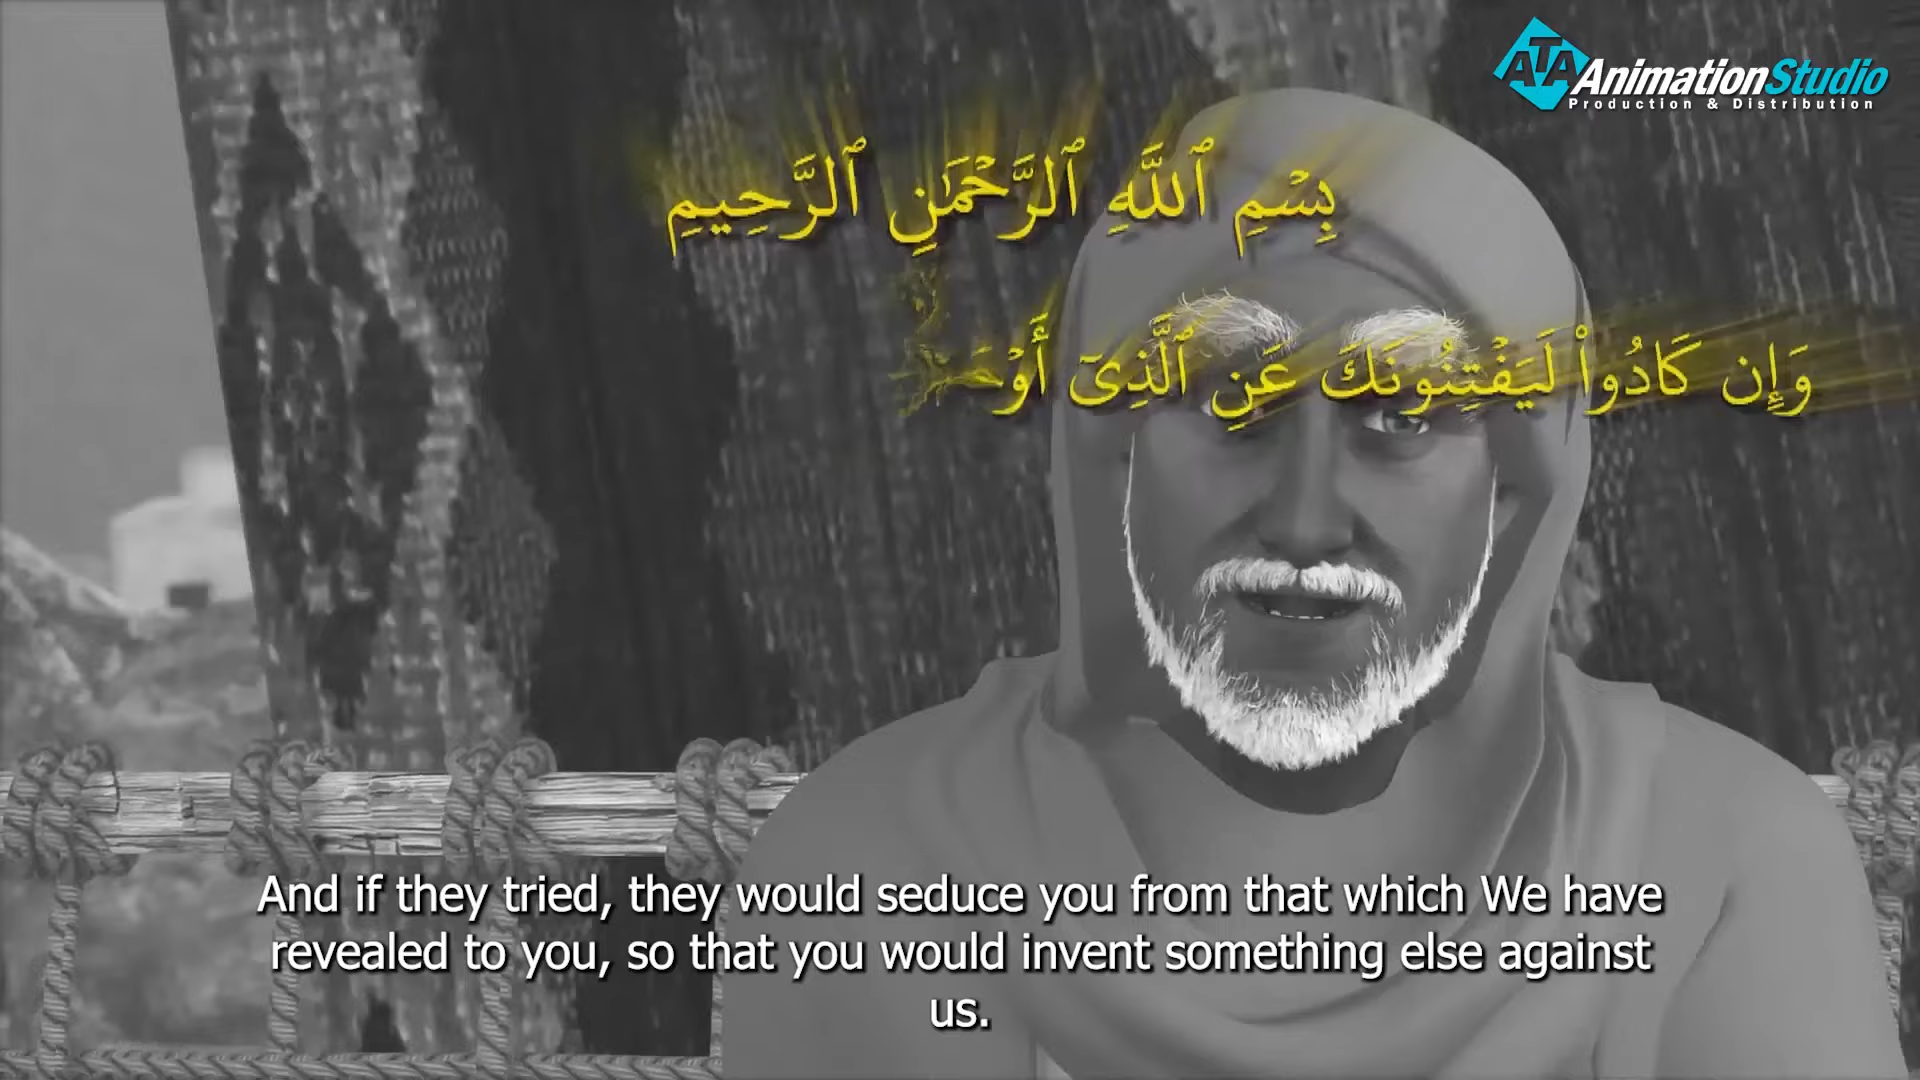 ATA AnimationStudio
Production & Distribution
بِسْمِ ٱللَّهِ ٱلرَّحْمَٰنِ ٱلرَّحِيمِ
وَإِن كَادُوا۟ لَيَفْتِنُونَكَ عَنِ ٱلَّذِىٓ
And if they tried, they would seduce you from that which We have
revealed to you, so that you would invent something else against
us.